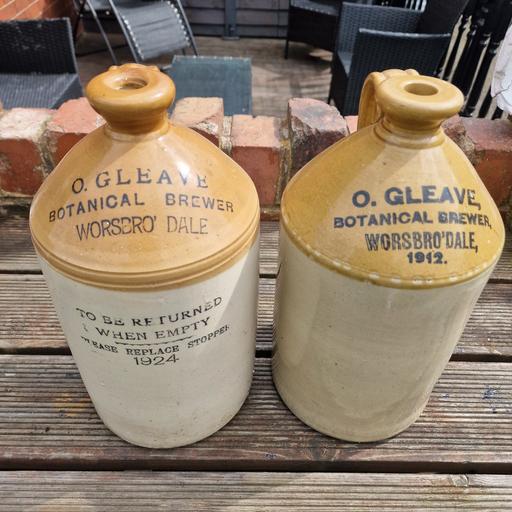 O. GLEAVE
BOTANICAL BREWER
WORSBRO' DALE
TO BE RETURNED
WHEN EMPTY
REPLACE STOPPER
1924
O. GLEAVE,
BOTANICAL BREWER,
WORSBRO'DALE,
1912.